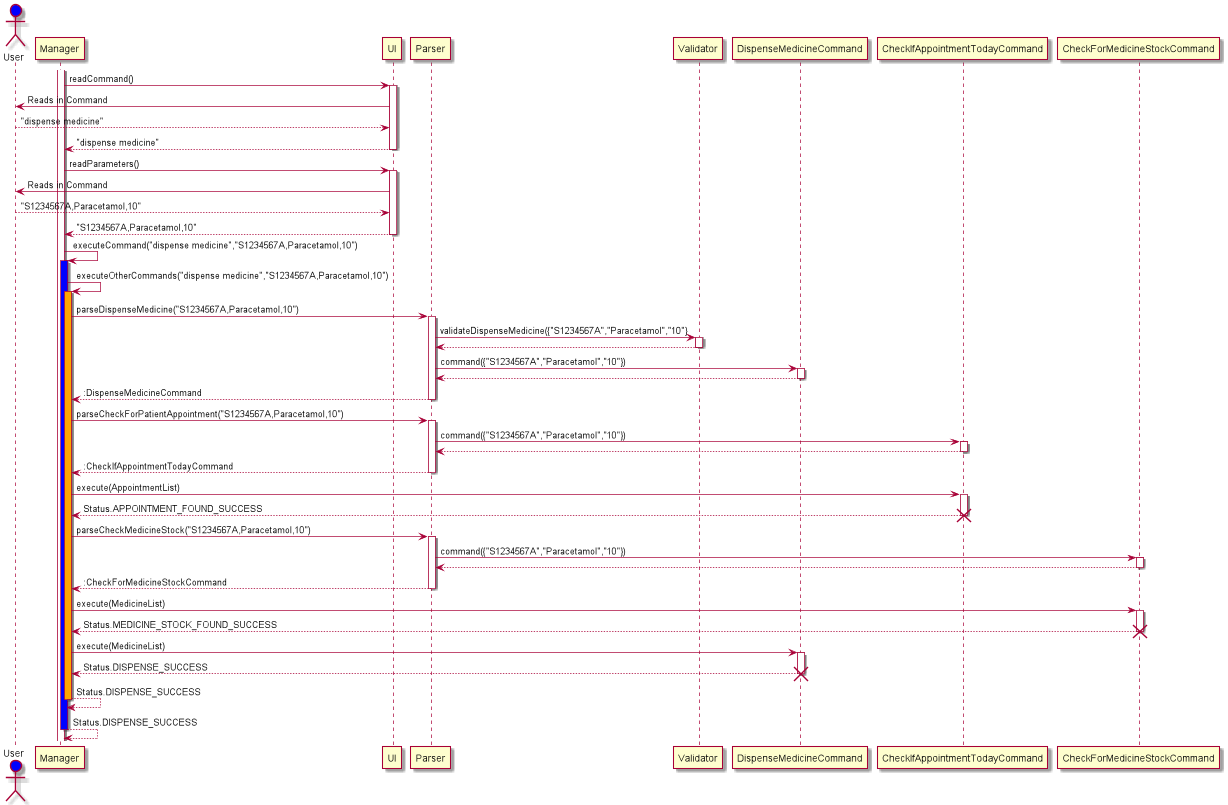 User
Manager
UI
Parser
Validator
DispenseMedicineCommand
CheckIfAppointmentTodayCommand
CheckForMedicineStockCommand
readCommand()
Reads in Command
"dispense medicine"
"dispense medicine"
readParameters()
Reads in Command
"S1234567A,Paracetamol,10"
"S1234567A,Paracetamol,10"
executeCommand("dispense medicine","S1234567A,Paracetamol,10")
executeOtherCommands("dispense medicine","S1234567A,Paracetamol,10")
parseDispenseMedicine("S1234567A,Paracetamol,10")
validateDispenseMedicine({"S1234567A","Paracetamol","10"}
command({"S1234567A","Paracetamol","10"})
:DispenseMedicineCommand
parseCheckForPatientAppointment("S1234567A,Paracetamol,10")
command({"S1234567A","Paracetamol","10"})
:CheckIfAppointmentTodayCommand
execute(AppointmentList)
Status.APPOINTMENT_FOUND_SUCCESS
parseCheckMedicineStock("S1234567A,Paracetamol,10")
command({"S1234567A","Paracetamol","10"})
:CheckForMedicineStockCommand
execute(MedicineList)
Status.MEDICINE_STOCK_FOUND_SUCCESS
execute(MedicineList)
Status.DISPENSE_SUCCESS
Status.DISPENSE_SUCCESS
Status.DISPENSE_SUCCESS
User
Manager
UI
Parser
Validator
DispenseMedicineCommand
CheckIfAppointmentTodayCommand
CheckForMedicineStockCommand